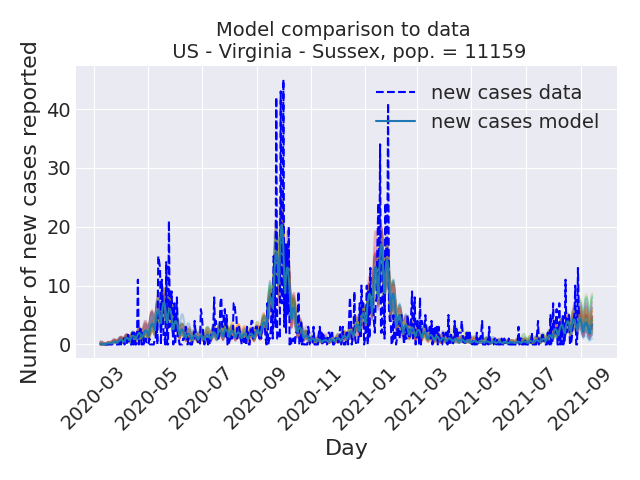 Model comparison to data
US - Virginia - Sussex, pop. = 11159
Number of new cases reported
40
30
20
10
0
new cases data
new cases model
2020-03
2020-05
2020-07
2020-09
2020-11
2021-01
2021-03
2021-05
2021-07
2021-09
Day